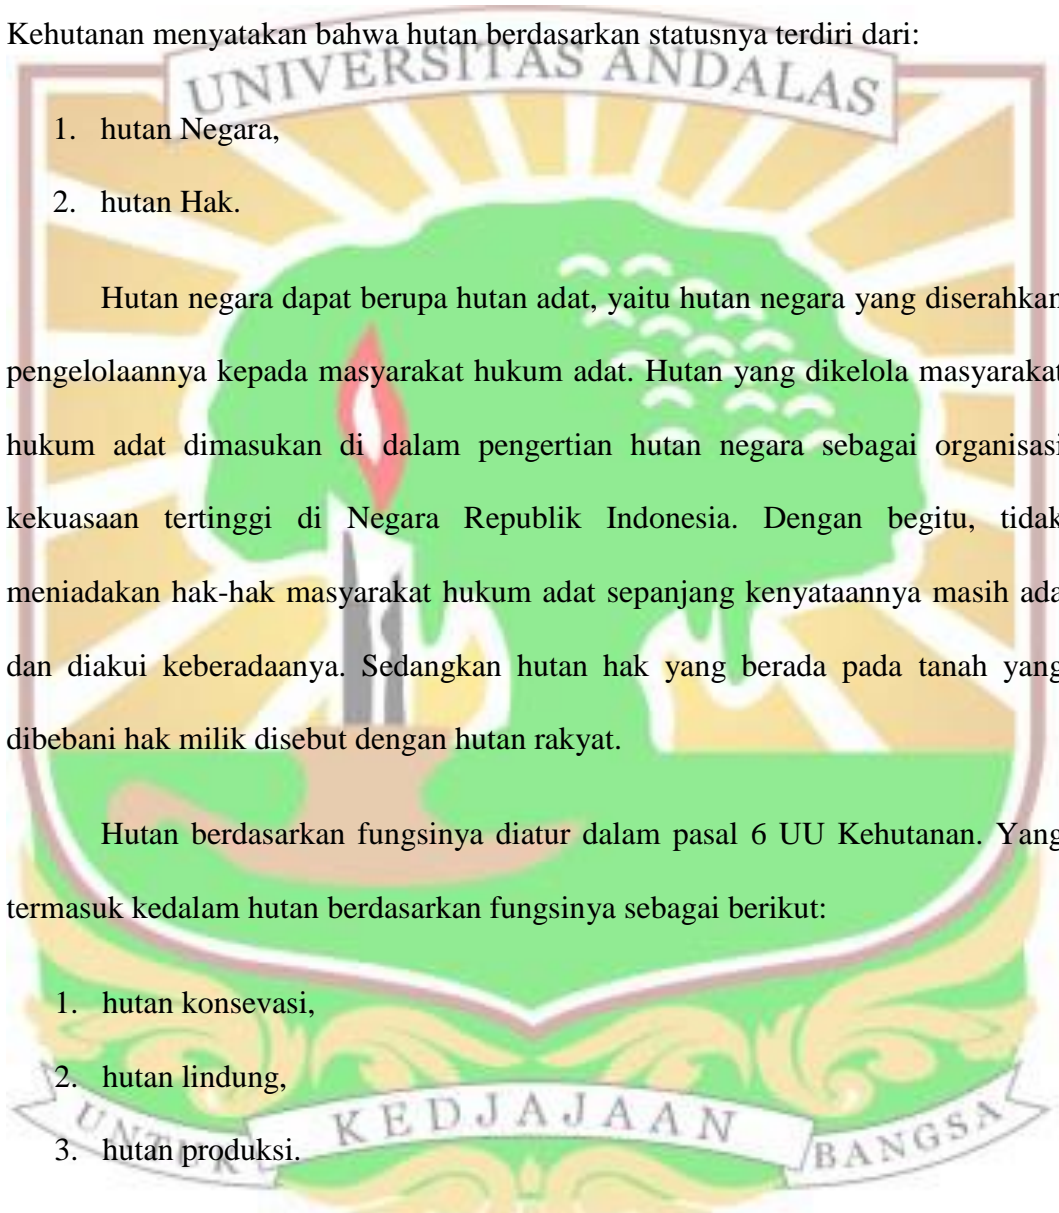 Kehutanan menyatakan bahwa hutan berdasarkan statusnya terdiri dari:
UNIVERSITAS ANDALAS
1. hutan Negara,
2. hutan Hak.
Hutan negara dapat berupa hutan adat, yaitu hutan negara yang diserahkan
pengelolaannya kepada masyarakat hukum adat. Hutan yang dikelola masyarakat
hukum adat dimasukan di dalam pengertian hutan negara sebagai organisasi
kekuasaan tertinggi di Negara Republik Indonesia. Dengan begitu, tidak
meniadakan hak-hak masyarakat hukum adat sepanjang kenyataannya masih ada
dan diakui keberadaanya. Sedangkan hutan hak yang berada pada tanah yang
dibebani hak milik disebut dengan hutan rakyat.
Hutan berdasarkan fungsinya diatur dalam pasal 6 UU Kehutanan. Yang
termasuk kedalam hutan berdasarkan fungsinya sebagai berikut:
1. hutan konsevasi,
2. hutan lindung,
3. hutan produksi.
UNTUK KEDJAJAAN BANGSA